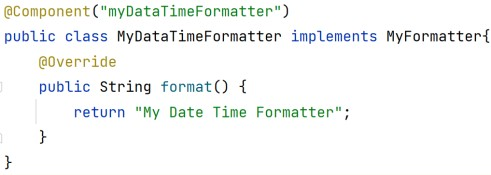 @Component("myDataTimeFormatter")
public class MyDataTimeFormatter implements MyFormatter{
    @Override
    public String format() {
        return "My Date Time Formatter";
    }
}